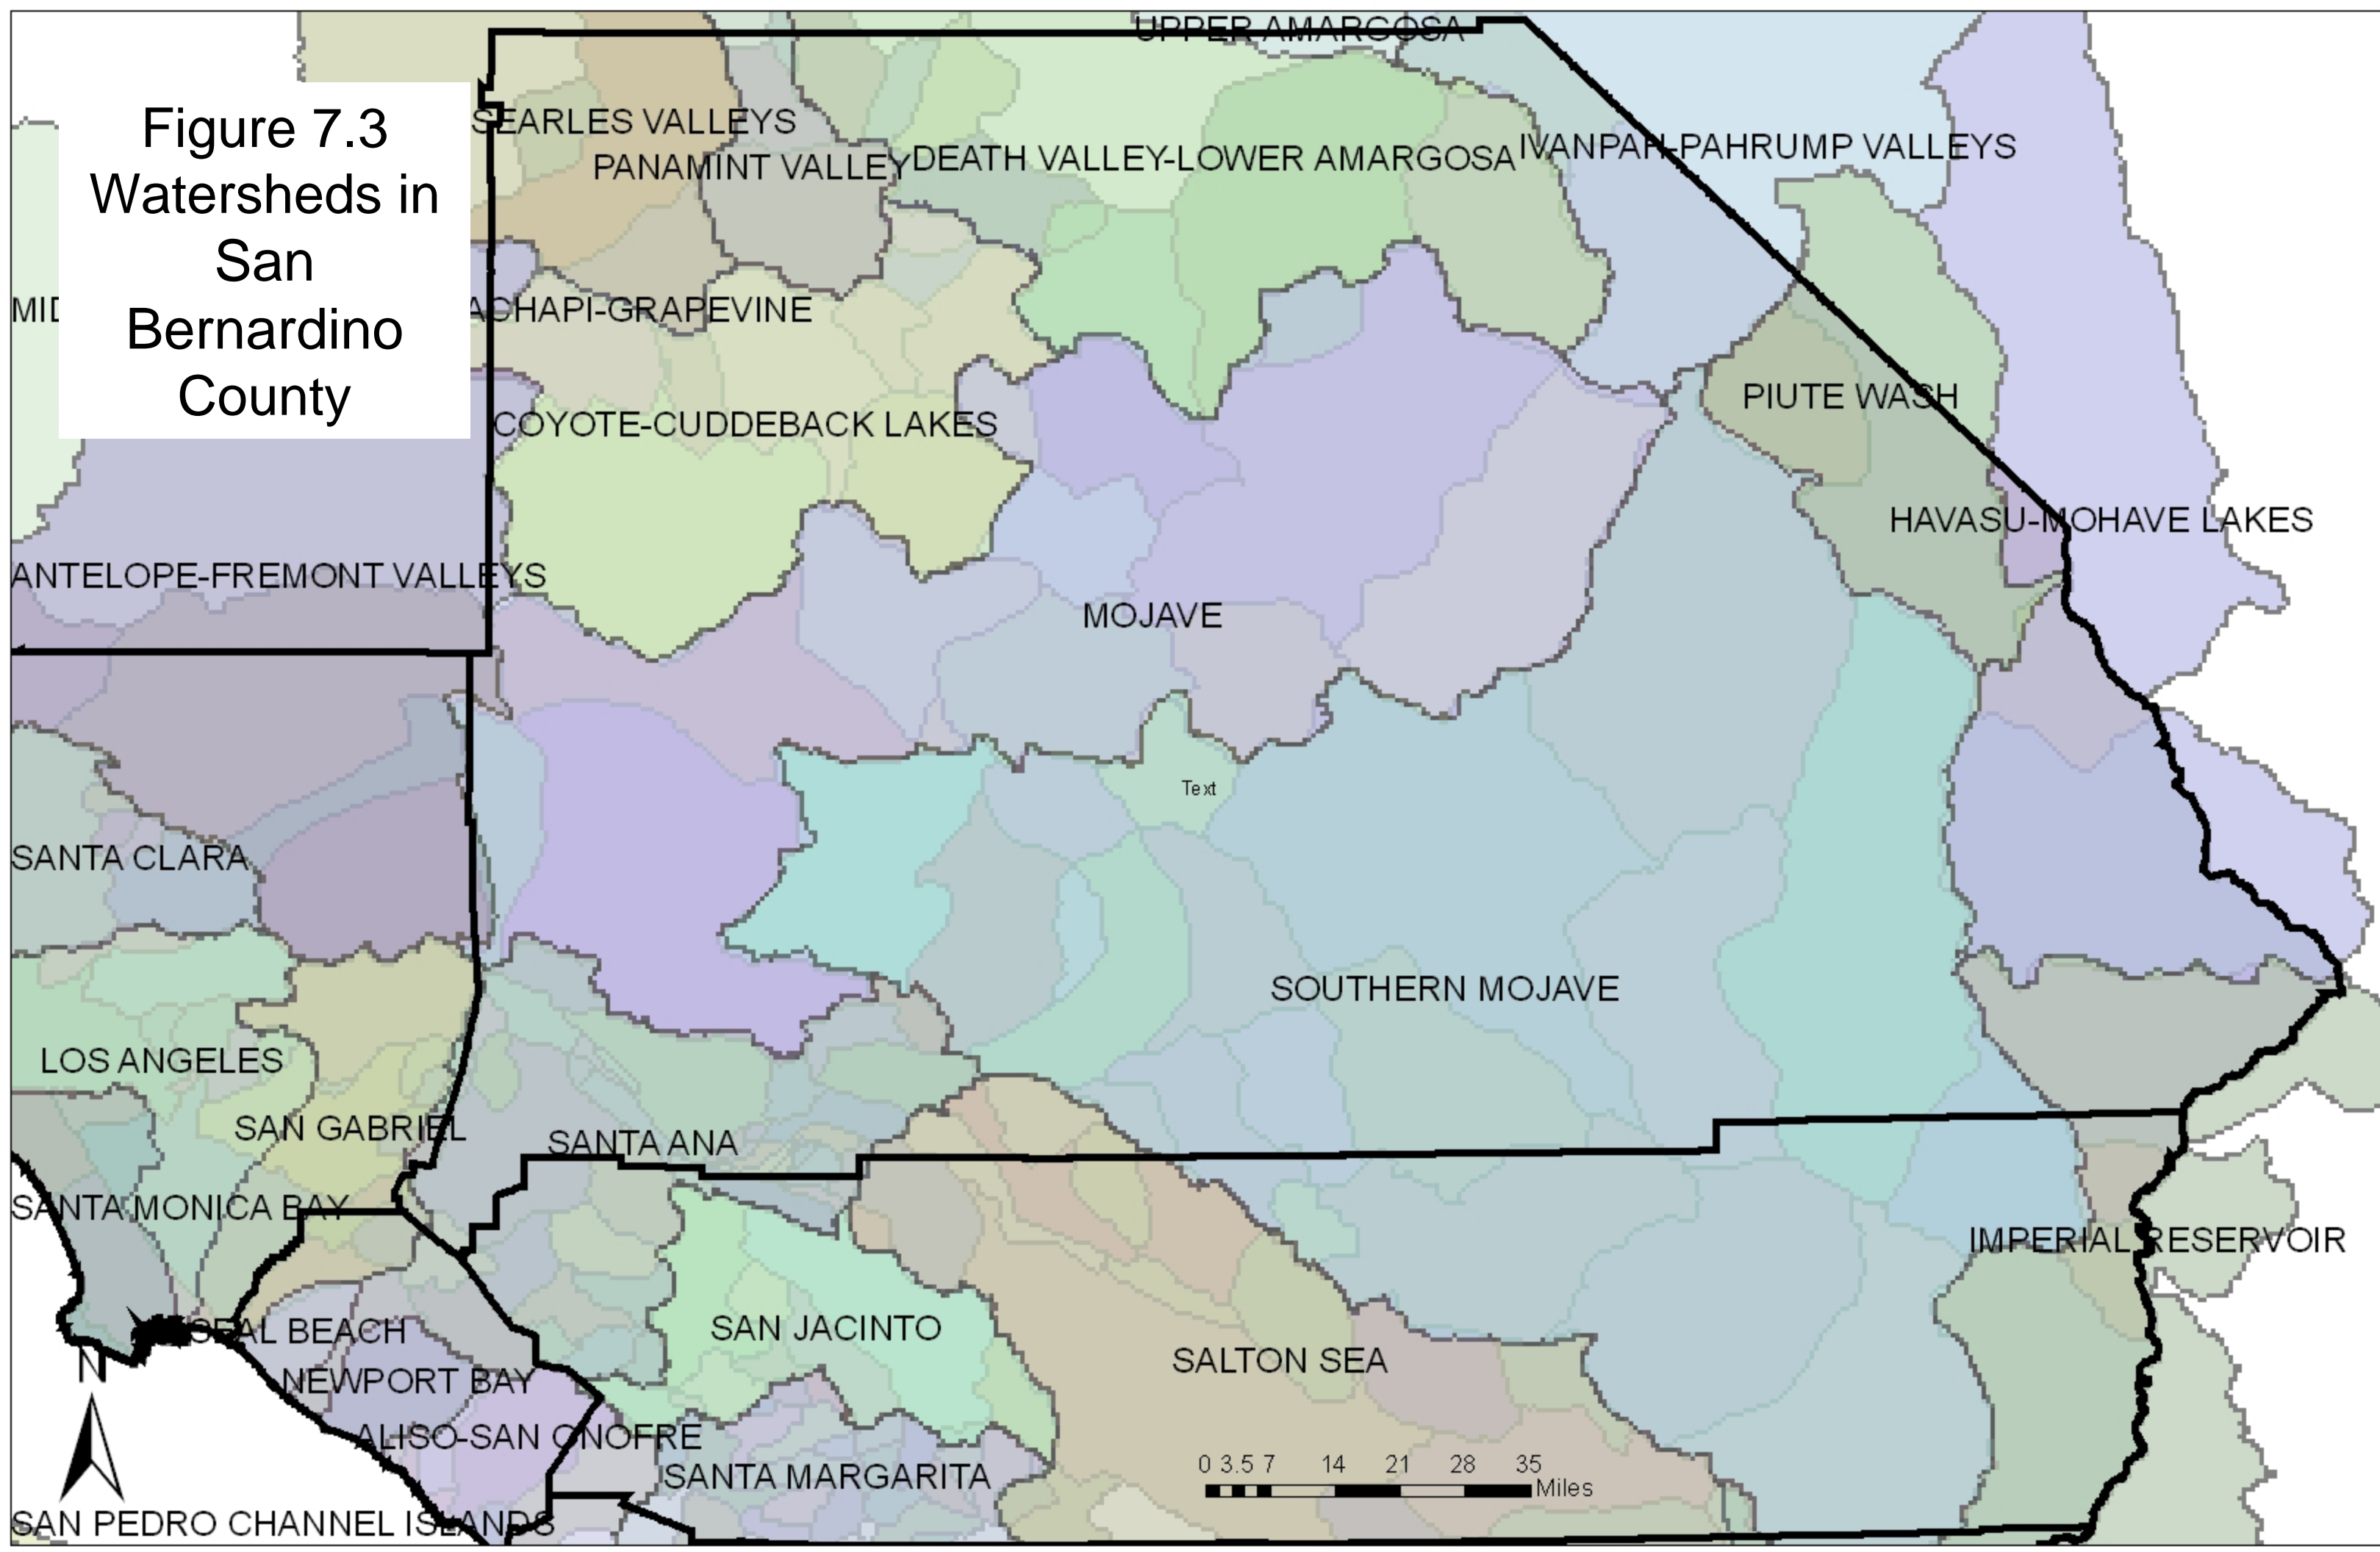 UPPER AMARGOSA
Figure 7.3
Watersheds in
San
Bernardino
County
SEARLES VALLEYS
PANAMINT VALLEY
DEATH VALLEY-LOWER AMARGOSA
IVANPAH-PAHRUMP VALLEYS
MID
ACHAPI-GRAPEVINE
PIUTE WASH
COYOTE-CUDDEBACK LAKES
HAVASU-MOHAVE LAKES
ANTELOPE-FREMONT VALLEYS
MOJAVE
Text
SANTA CLARA
SOUTHERN MOJAVE
LOS ANGELES
SAN GABRIEL
SANTA ANA
SANTA MONICA BAY
IMPERIAL RESERVOIR
SEAL BEACH
SAN JACINTO
SALTON SEA
N
NEWPORT BAY
ALISO-SAN ONOFRE
SANTA MARGARITA
0 3.5 7 14 21 28 35
Miles
SAN PEDRO CHANNEL ISLANDS